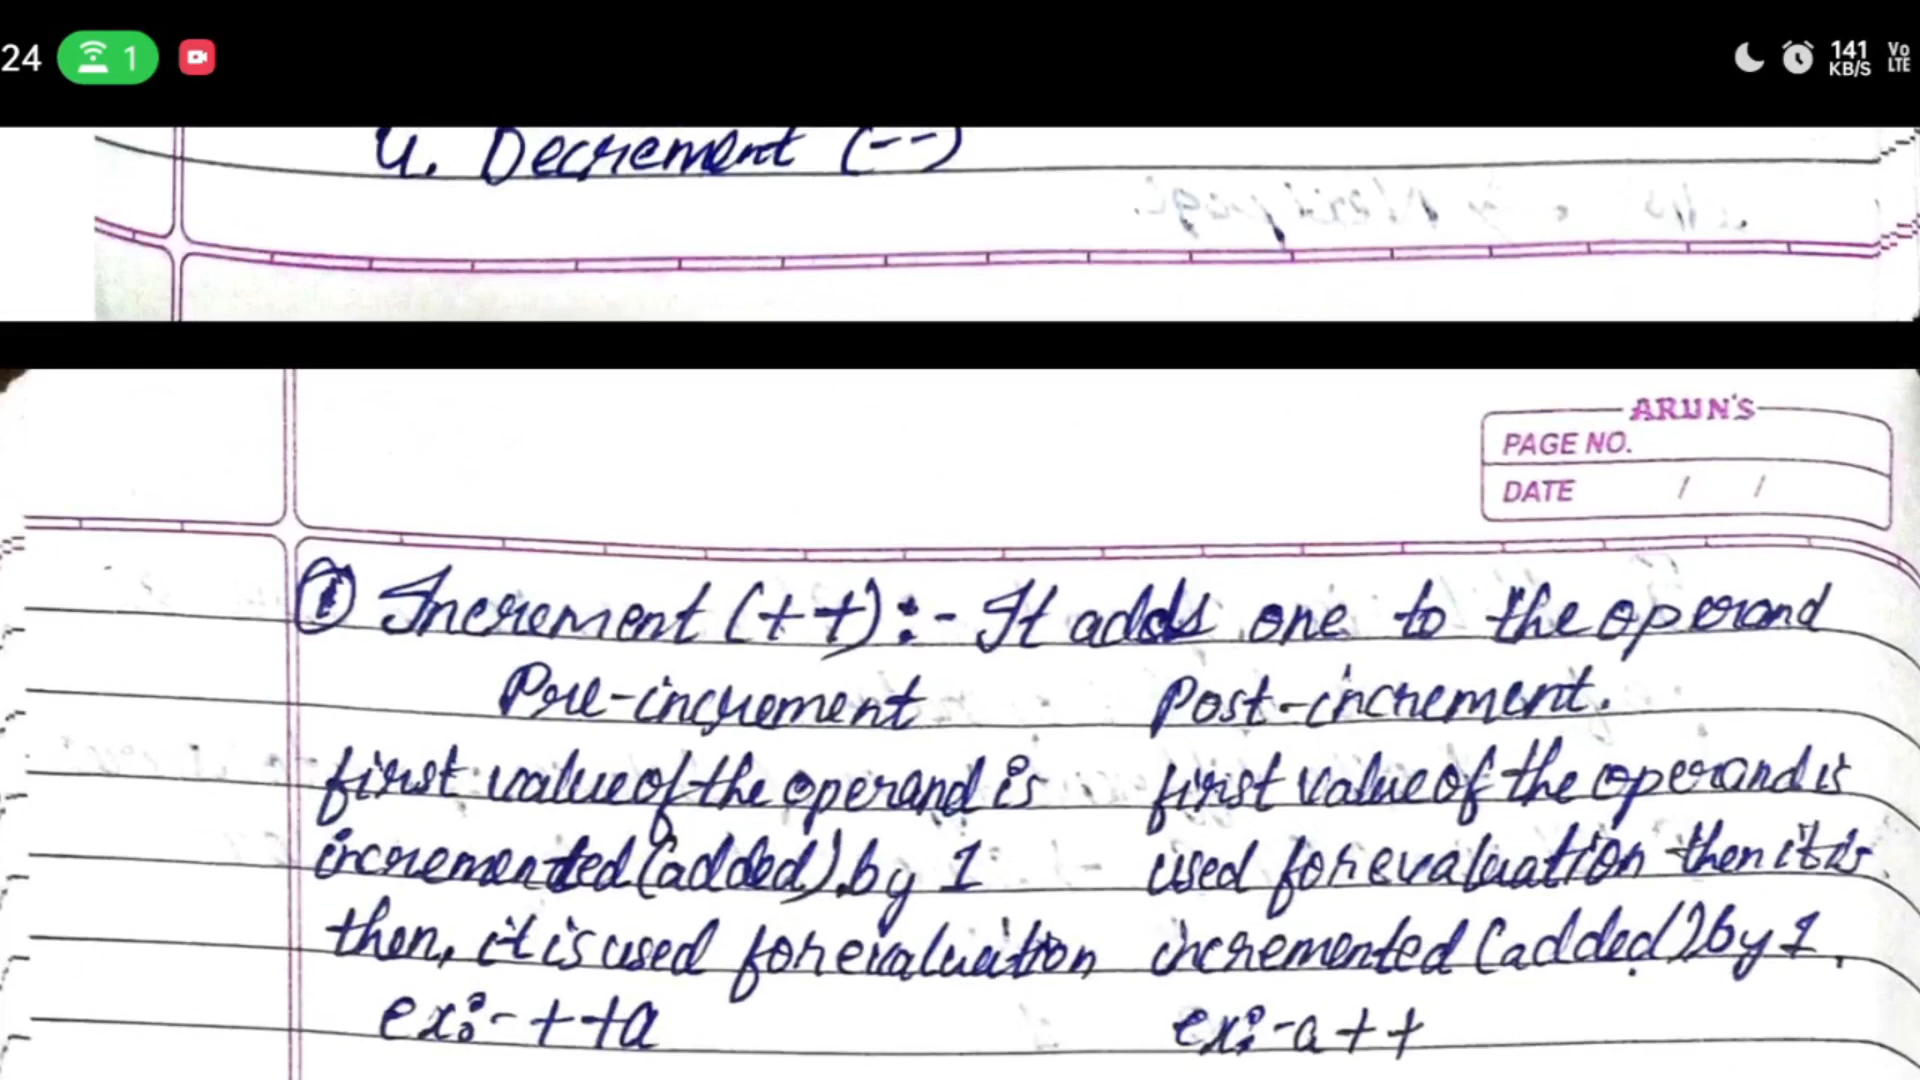 24 1 141 KB/S Vo LTE
4. Decrement (--)
ARUN'S
PAGE NO.
DATE / /
① Increment (++):- It adds one to the operand
Pre-increment Post-increment.
first value of the operand is first value of the operand is
incremented (added) by 1 used for evaluation then it is
then, it is used for evaluation incremented (added) by 1.
ex:- ++a ex:- a++